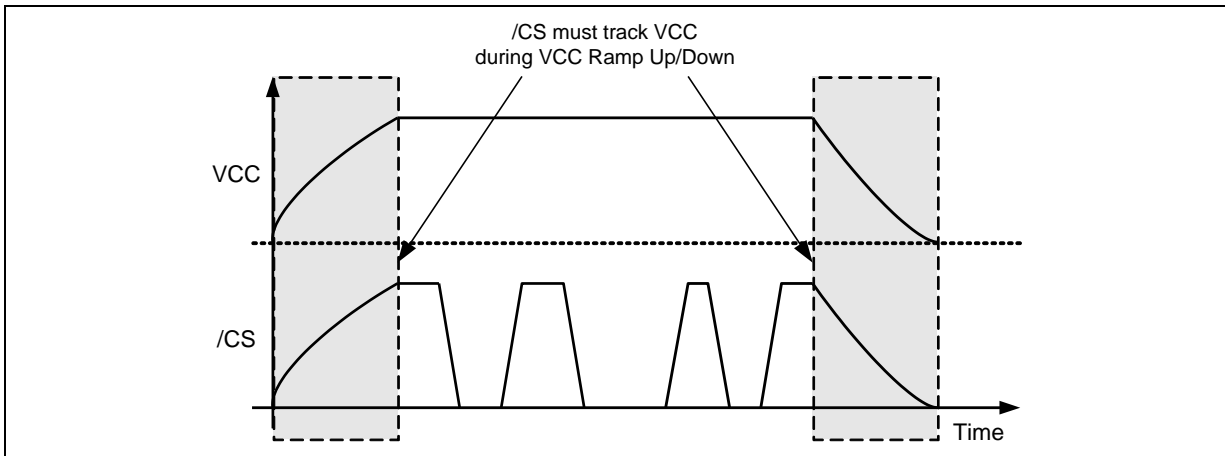 /CS must track VCC
during VCC Ramp Up/Down
VCC
/CS
Time